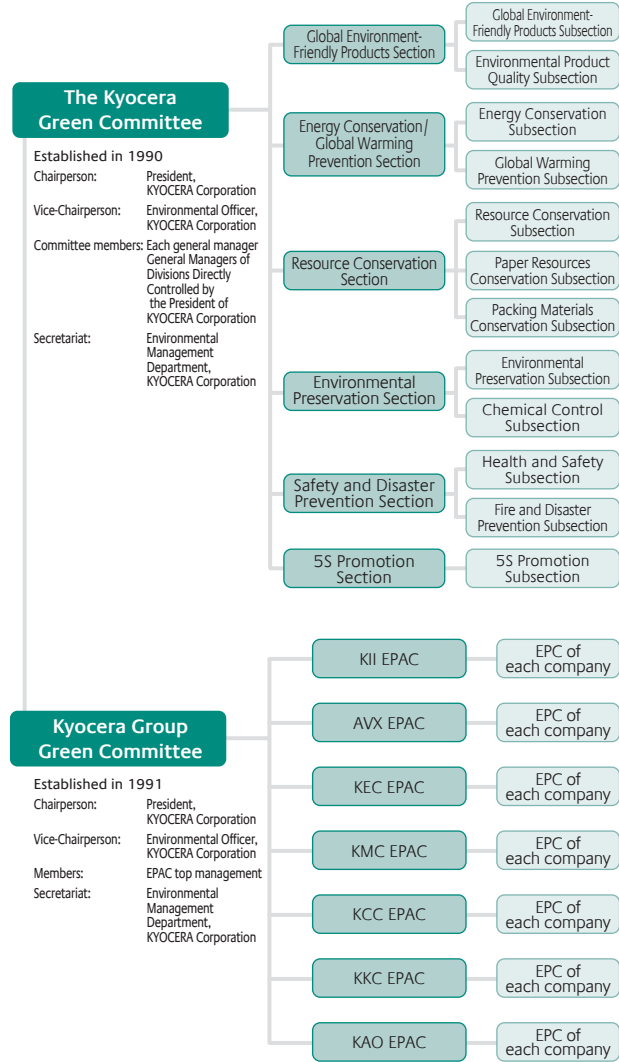 The Kyocera
Green Committee
Established in 1990
Chairperson: President,
KYOCERA Corporation
Vice-Chairperson: Environmental Officer,
KYOCERA Corporation
Committee members: Each general manager
General Managers of
Divisions Directly
Controlled by
the President of
KYOCERA Corporation
Secretariat: Environmental
Management
Department,
KYOCERA Corporation
Global Environment-
Friendly Products Section
Global Environment-
Friendly Products Subsection
Environmental Product
Quality Subsection
Energy Conservation/
Global Warming
Prevention Section
Energy Conservation
Subsection
Global Warming
Prevention Subsection
Resource Conservation
Section
Resource Conservation
Subsection
Paper Resources
Conservation Subsection
Packing Materials
Conservation Subsection
Environmental
Preservation Section
Environmental
Preservation Subsection
Chemical Control
Subsection
Safety and Disaster
Prevention Section
Health and Safety
Subsection
Fire and Disaster
Prevention Subsection
5S Promotion
Section
5S Promotion
Subsection
Kyocera Group
Green Committee
Established in 1991
Chairperson: President,
KYOCERA Corporation
Vice-Chairperson: Environmental Officer,
KYOCERA Corporation
Members: EPAC top management
Secretariat: Environmental
Management
Department,
KYOCERA Corporation
KII EPAC
EPC of
each company
AVX EPAC
EPC of
each company
KEC EPAC
EPC of
each company
KMC EPAC
EPC of
each company
KCC EPAC
EPC of
each company
KKC EPAC
EPC of
each company
KAO EPAC
EPC of
each company